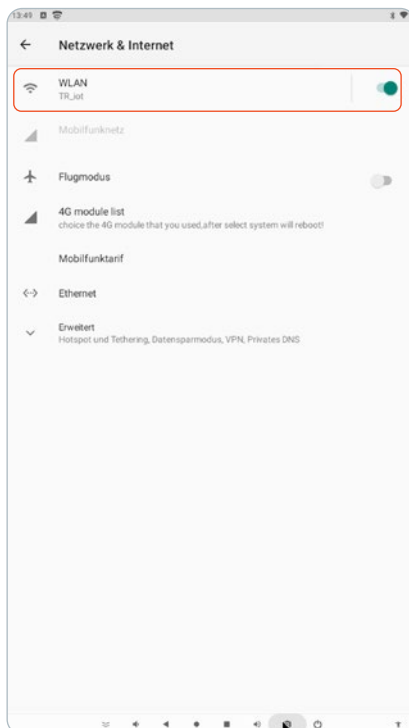 13:49
Netzwerk & Internet
WLAN
TR_iot
Mobilfunknetz
Flugmodus
4G module list
choice the 4G module that you used,after select system will reboot!
Mobilfunktarif
Ethernet
Erweitert
Hotspot und Tethering, Datensparmodus, VPN, Privates DNS